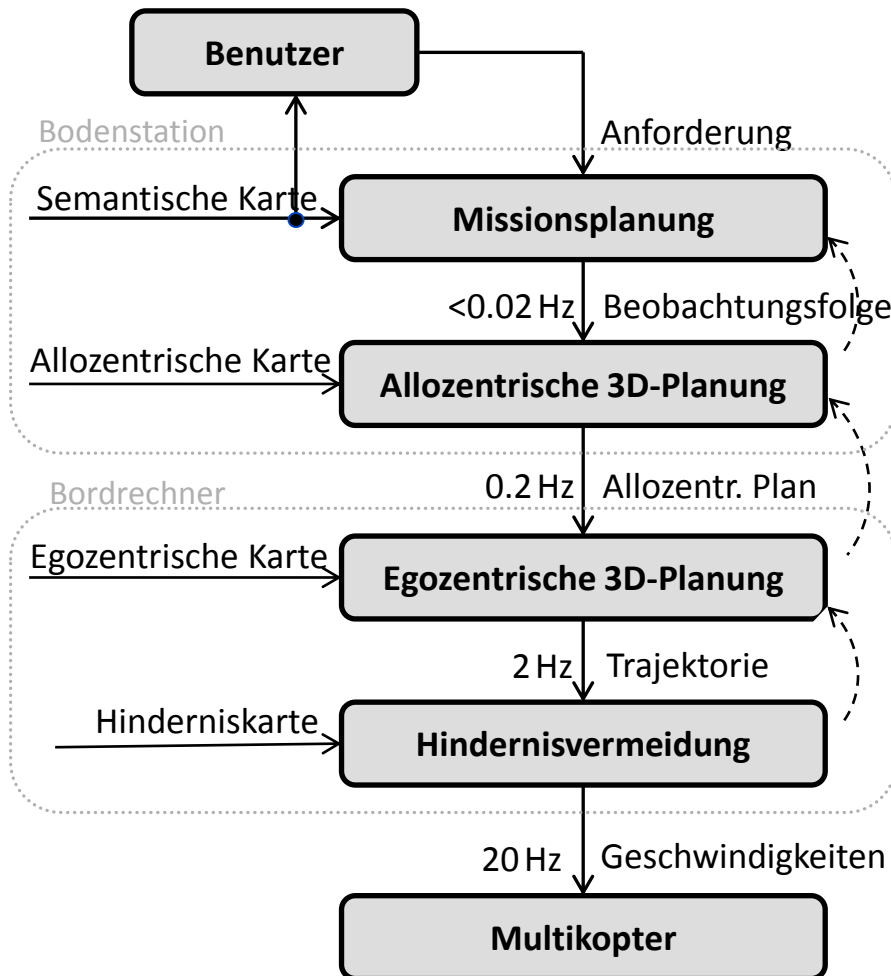 Benutzer
Bodenstation
Anforderung
Semantische Karte
Missionsplanung
<0.02 Hz Beobachtungsfolge
Allozentrische Karte
Allozentrische 3D-Planung
0.2 Hz Allozentr. Plan
Bordrechner
Egozentrische Karte
Egozentrische 3D-Planung
2 Hz Trajektorie
Hinderniskarte
Hindernisvermeidung
20 Hz Geschwindigkeiten
Multikopter